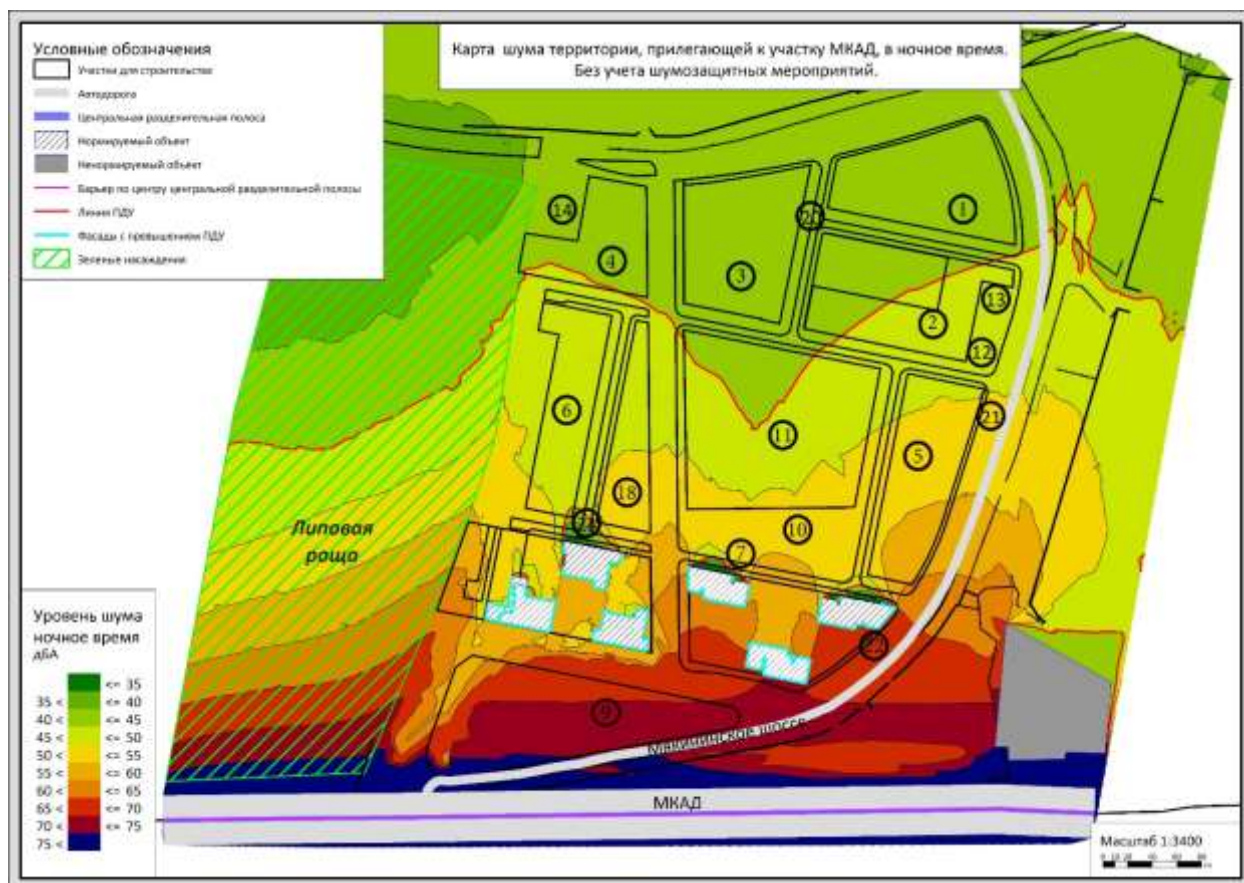 Условные обозначения
Участки для строительства
Автодорога
Центральная разделительная полоса
Нормируемый объект
Ненормируемый объект
Барьер по центру центральной разделительной полосы
Линия ПДУ
Фасады с превышением ПДУ
Зеленые насаждения
Карта шума территории, прилегающей к участку МКАД, в ночное время.
Без учета шумозащитных мероприятий.
14
20
1
4
3
13
2
12
6
21
11
5
18
10
7
Липовая
роща
22
9
шоссе
МКАД
Уровень шума
ночное время
дБА
<= 35
35 < <= 40
40 < <= 45
45 < <= 50
50 < <= 55
55 < <= 60
60 < <= 65
65 < <= 70
70 < <= 75
75 <
Масштаб 1:3400